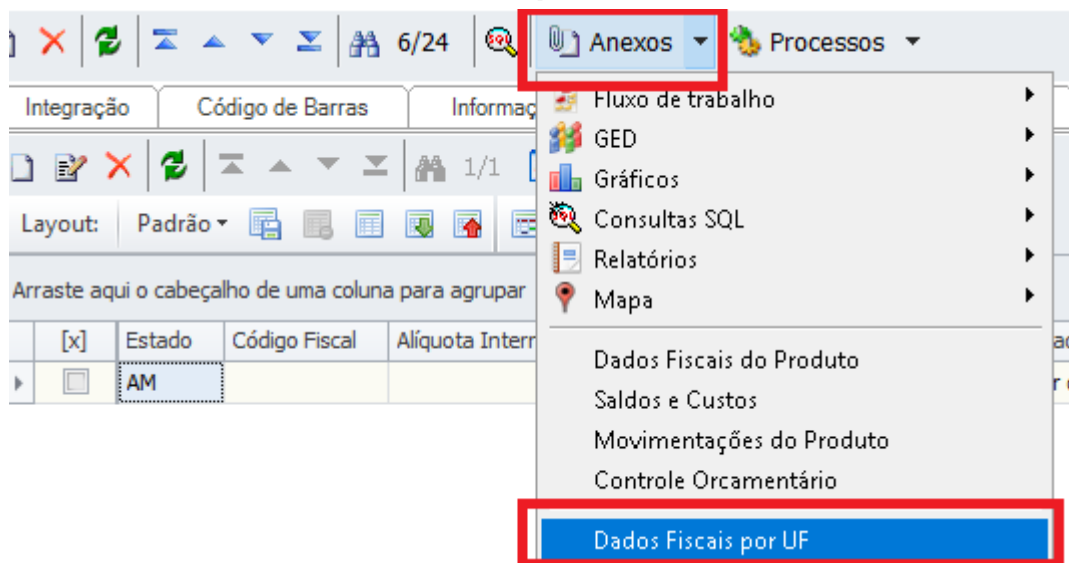 6/24 Anexos Processos
Integração Código de Barras Informaç
Fluxo de trabalho
GED
1/1
Gráficos
Layout: Padrão
Consultas SQL
Relatórios
Arraste aqui o cabeçalho de uma coluna para agrupar
Mapa
[x] Estado Código Fiscal Alíquota Intern
AM
Dados Fiscais do Produto
Saldos e Custos
Movimentações do Produto
Controle Orcamentário
Dados Fiscais por UF